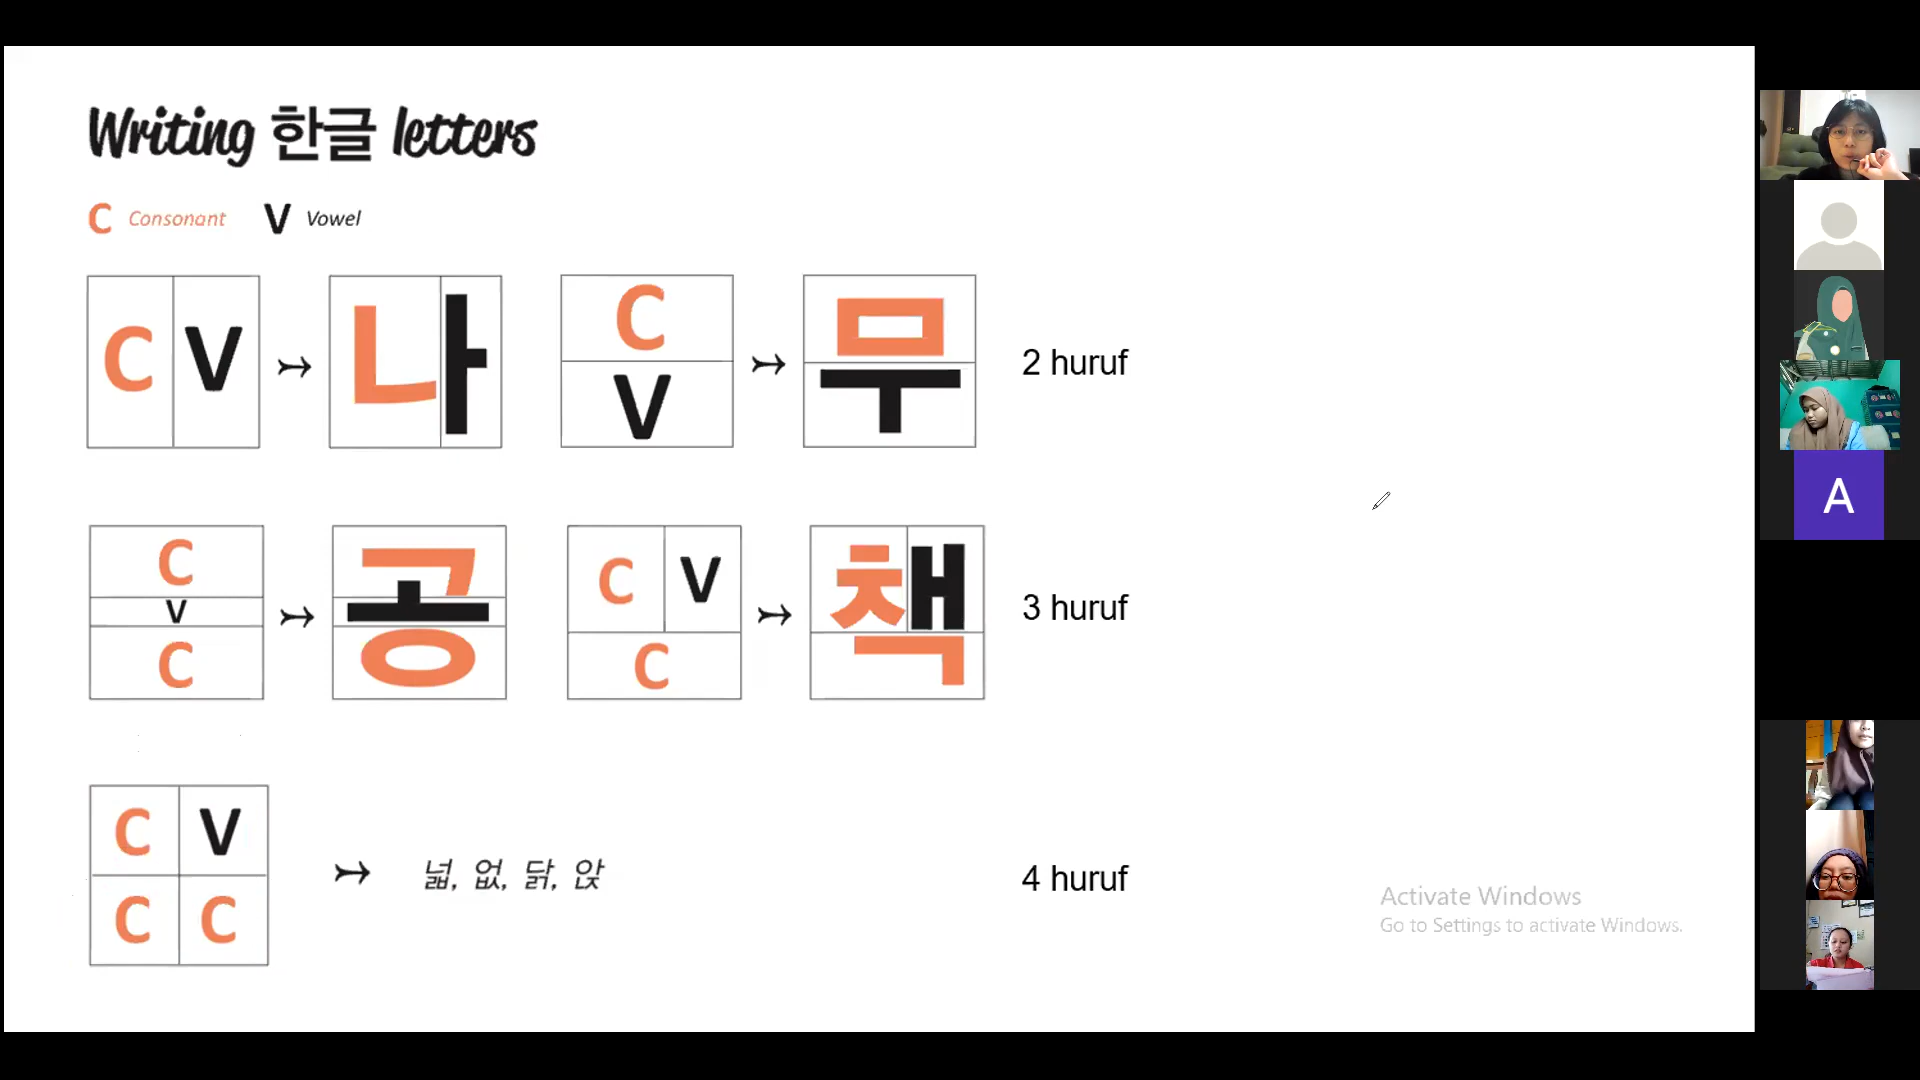 Writing 한글 letters
C Consonant V Vowel
C V 나 C V 무 2 huruf
C V C 공 C V C 책 3 huruf
C V C C 넓, 없, 닭, 앉 4 huruf
Activate Windows
Go to Settings to activate Windows.
A